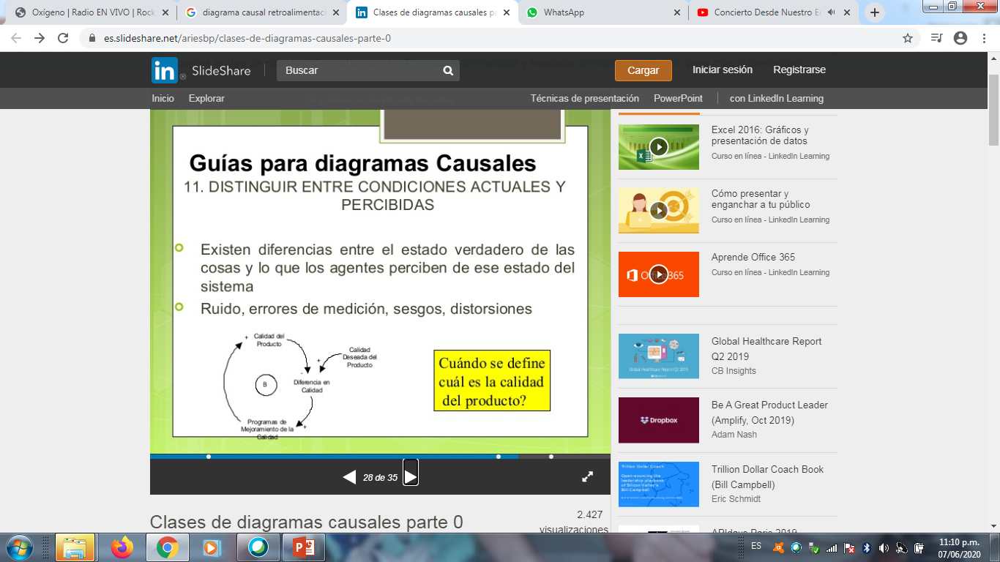 Oxígeno | Radio EN VIVO | Rock
diagrama causal retroalimentaci
Clases de diagramas causales pa
WhatsApp
Concierto Desde Nuestro En
es.slideshare.net/ariesbp/clases-de-diagramas-causales-parte-0
in SlideShare
Buscar
Cargar
Iniciar sesión
Registrarse
Inicio
Explorar
Técnicas de presentación
PowerPoint
con LinkedIn Learning
Guías para diagramas Causales
11. DISTINGUIR ENTRE CONDICIONES ACTUALES Y
PERCIBIDAS
Existen diferencias entre el estado verdadero de las
cosas y lo que los agentes perciben de ese estado del
sistema
Ruido, errores de medición, sesgos, distorsiones
+ Calidad del
Producto
Calidad
Deseada del
Producto
+
-
B
Diferencia en
Calidad
Programas de
Mejoramiento de la
Calidad
+
Cuándo se define
cuál es la calidad
del producto?
28 de 35
Clases de diagramas causales parte 0
2.427
visualizaciones
Excel 2016: Gráficos y
presentación de datos
Curso en línea - LinkedIn Learning
Cómo presentar y
enganchar a tu público
Curso en línea - LinkedIn Learning
Office 365
Aprende Office 365
Curso en línea - LinkedIn Learning
Global Healthcare Report Q2 2019
Global Healthcare Report
Q2 2019
CB Insights
Dropbox
Be A Great Product Leader
(Amplify, Oct 2019)
Adam Nash
Trillion Dollar Coach
Trillion Dollar Coach Book
(Bill Campbell)
Eric Schmidt
APIdays Paris 2019
ES
11:10 p.m.
07/06/2020